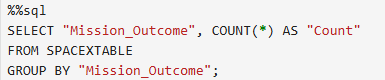 %%sql
SELECT "Mission_Outcome", COUNT(*) AS "Count"
FROM SPACEXTABLE
GROUP BY "Mission_Outcome";